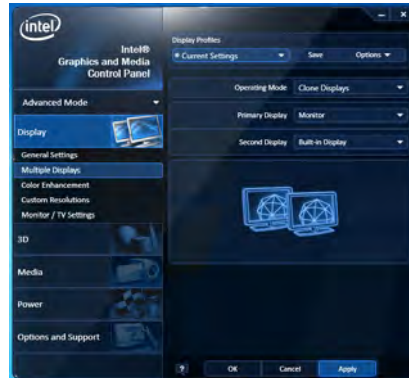 intel
Intel®
Graphics and Media
Control Panel
Display Profiles
* Current Settings Save Options
Advanced Mode
Operating Mode Clone Displays
Primary Display Monitor
Second Display Built-in Display
Display
General Settings
Multiple Displays
Color Enhancement
Custom Resolutions
Monitor / TV Settings
3D
Media
Power
Options and Support
? OK Cancel Apply